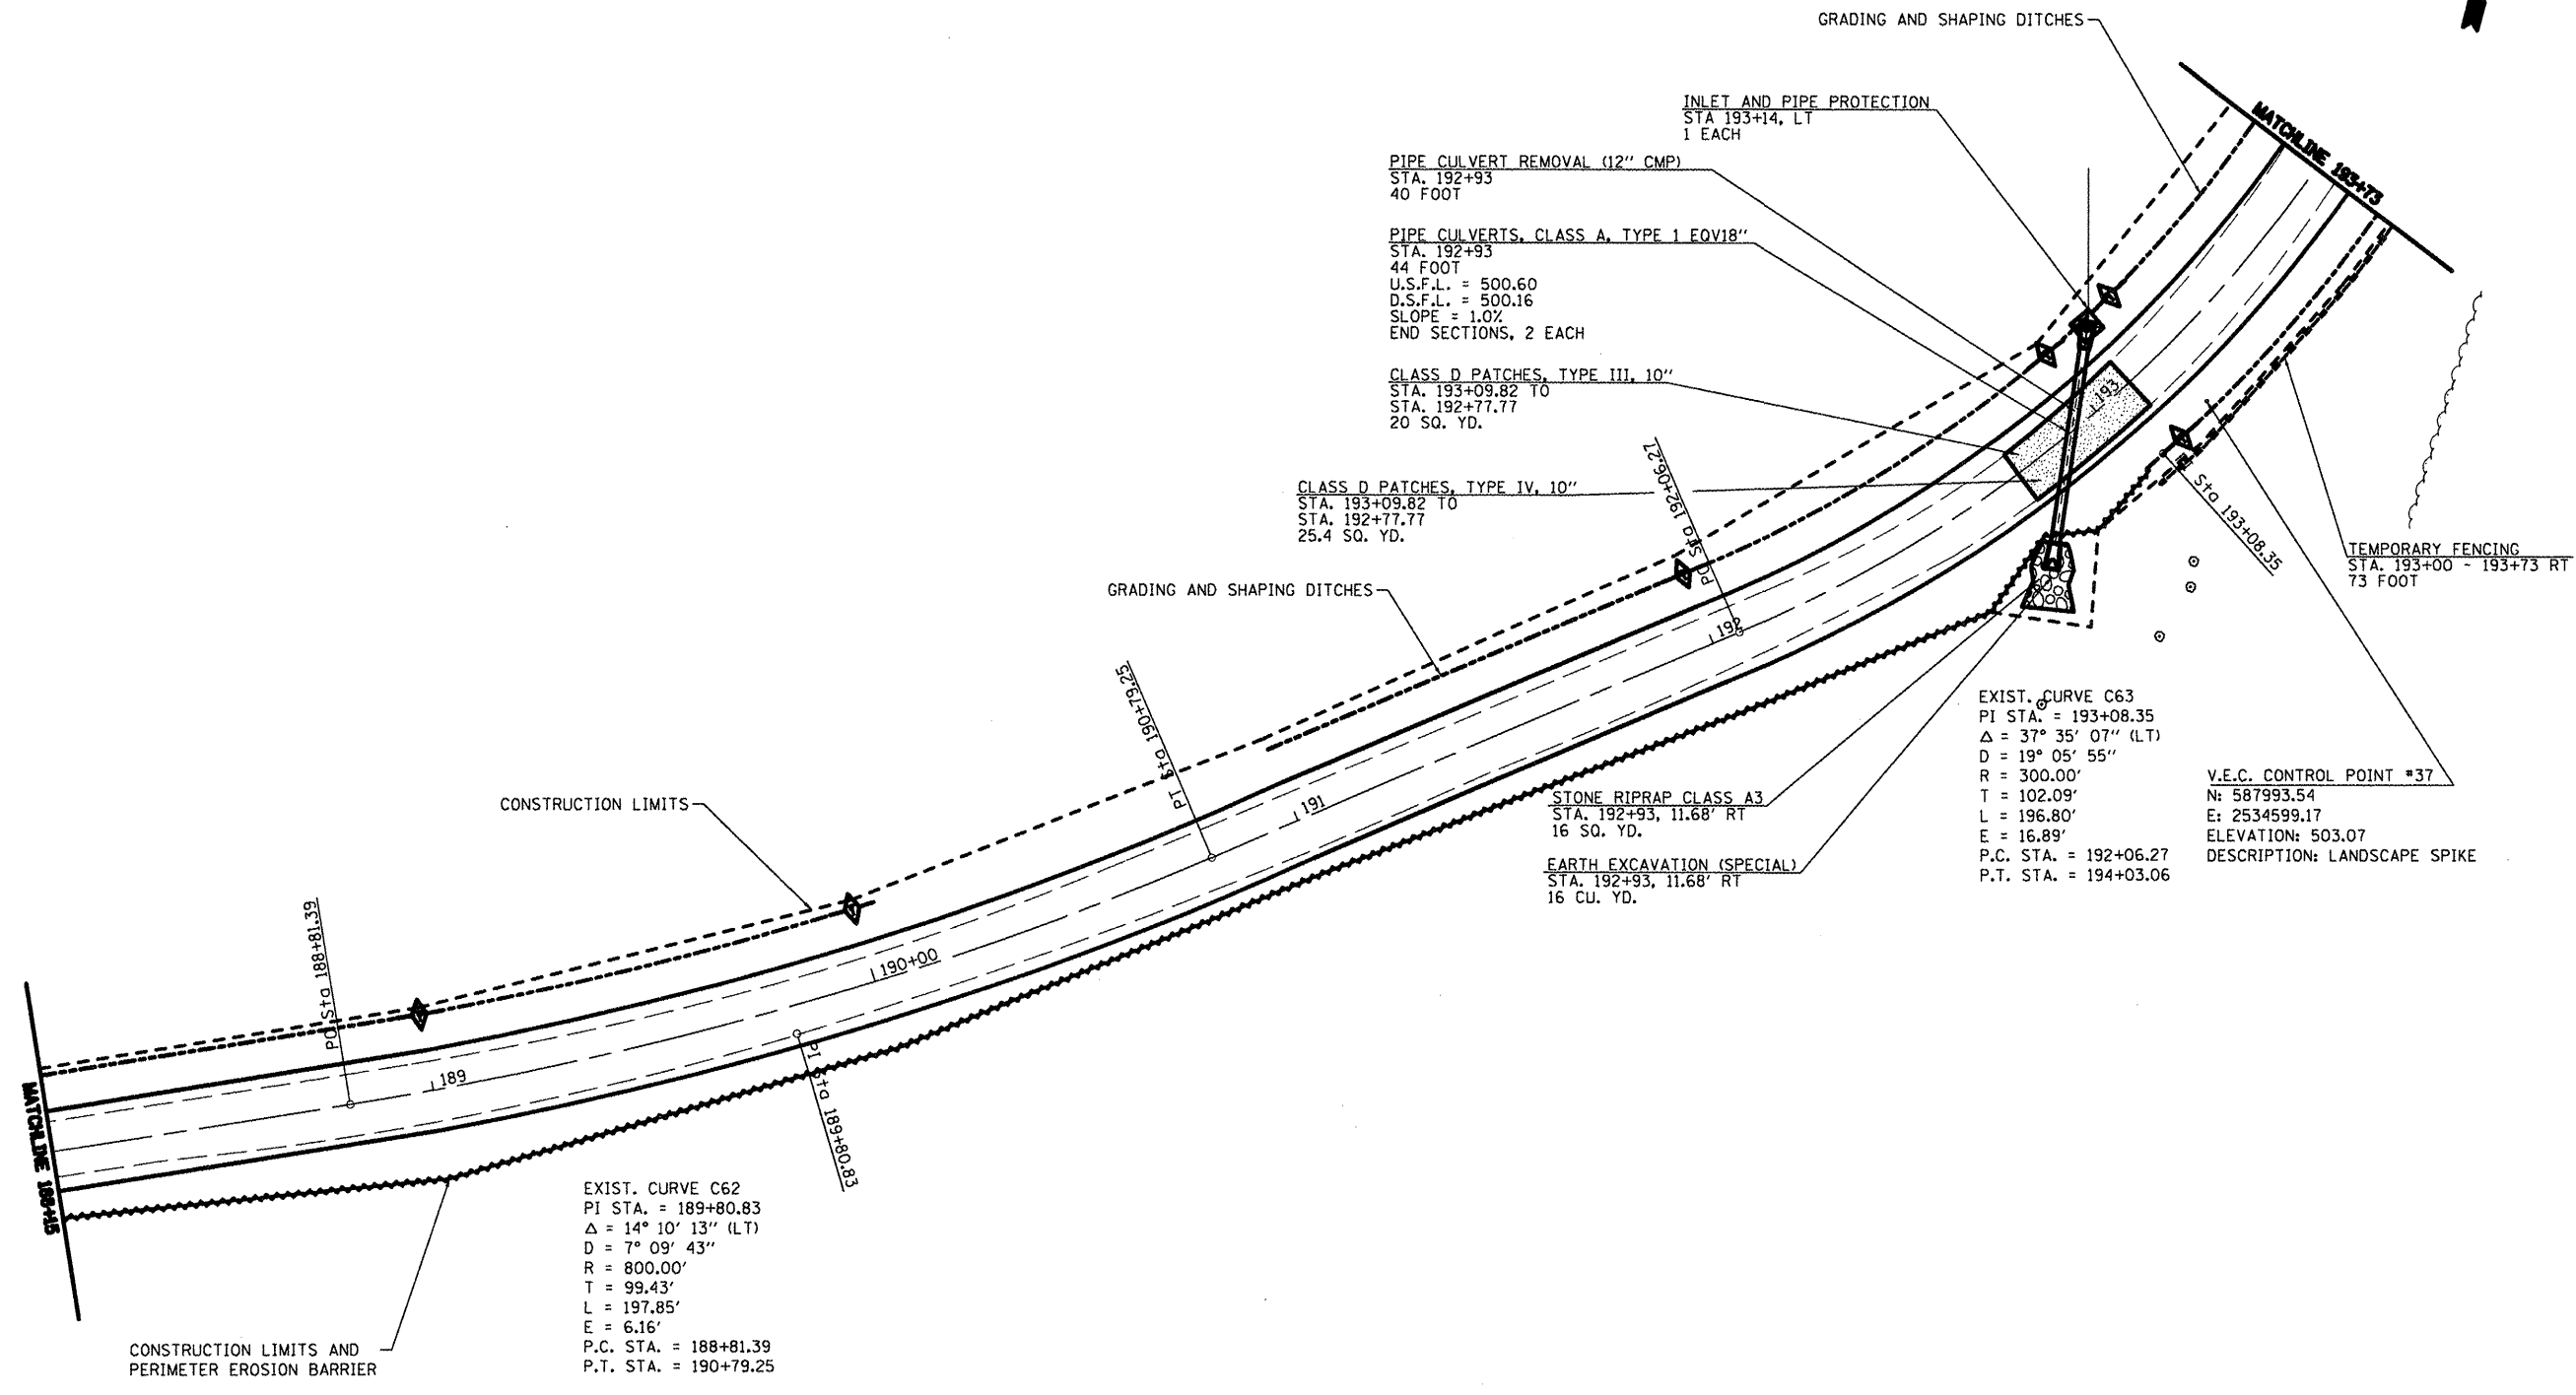 GRADING AND SHAPING DITCHES
INLET AND PIPE PROTECTION
STA 193+14, LT
1 EACH
MATCHLINE 193+73
PIPE CULVERT REMOVAL (12" CMP)
STA. 192+93
40 FOOT
PIPE CULVERTS, CLASS A, TYPE 1 EQV18"
STA. 192+93
44 FOOT
U.S.F.L. = 500.60
D.S.F.L. = 500.16
SLOPE = 1.0%
END SECTIONS, 2 EACH
CLASS D PATCHES, TYPE III, 10"
STA. 193+09.82 TO
STA. 192+77.77
20 SQ. YD.
193
CLASS D PATCHES, TYPE IV, 10"
STA. 193+09.82 TO
STA. 192+77.77
25.4 SQ. YD.
PC Sta 192+06.27
Sta 193+08.35
TEMPORARY FENCING
STA. 193+00 - 193+73 RT
73 FOOT
GRADING AND SHAPING DITCHES
192
PT Sta 190+79.25
EXIST. CURVE C63
PI STA. = 193+08.35
Δ = 37° 35' 07" (LT)
D = 19° 05' 55"
R = 300.00'
T = 102.09'
L = 196.80'
E = 16.89'
P.C. STA. = 192+06.27
P.T. STA. = 194+03.06
V.E.C. CONTROL POINT #37
N: 587993.54
E: 2534599.17
ELEVATION: 503.07
DESCRIPTION: LANDSCAPE SPIKE
STONE RIPRAP CLASS A3
STA. 192+93, 11.68' RT
16 SQ. YD.
EARTH EXCAVATION (SPECIAL)
STA. 192+93, 11.68' RT
16 CU. YD.
191
CONSTRUCTION LIMITS
190+00
PC Sta 188+81.39
189
PI Sta 189+80.83
MATCHLINE 188+15
EXIST. CURVE C62
PI STA. = 189+80.83
Δ = 14° 10' 13" (LT)
D = 7° 09' 43"
R = 800.00'
T = 99.43'
L = 197.85'
E = 6.16'
P.C. STA. = 188+81.39
P.T. STA. = 190+79.25
CONSTRUCTION LIMITS AND
PERIMETER EROSION BARRIER